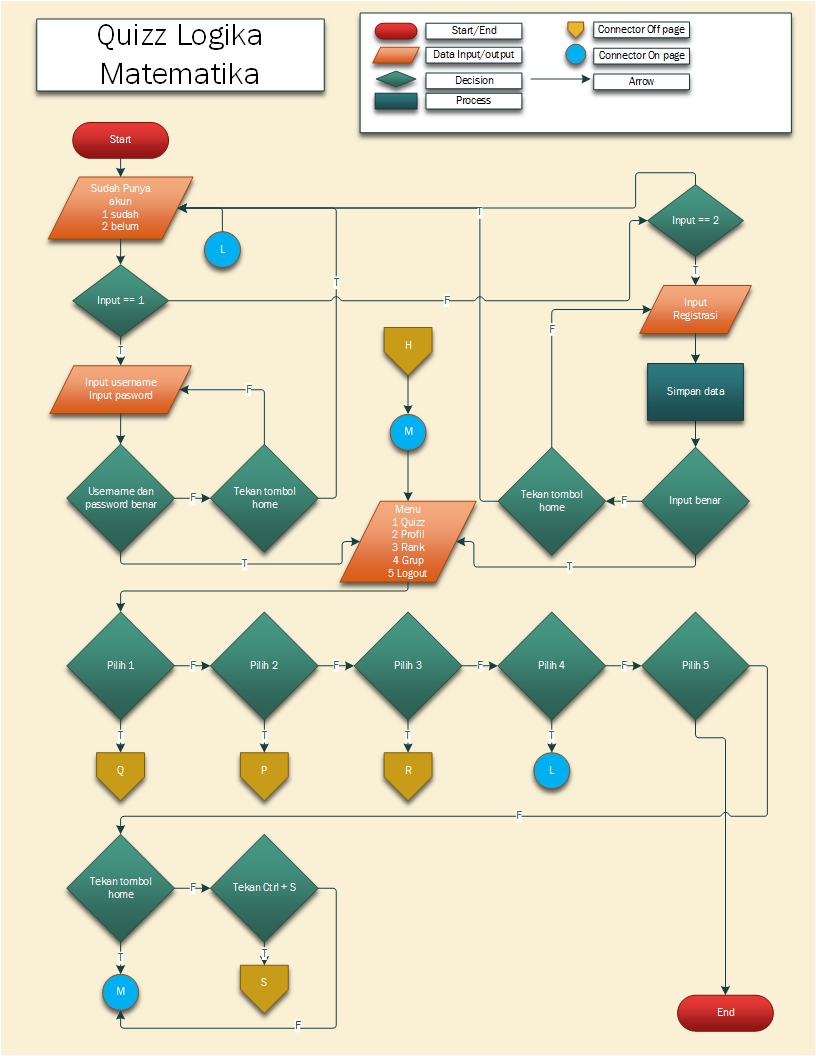 Quizz Logika
Matematika
Start/End
Data Input/output
Decision
Process
Connector Off page
Connector On page
Arrow
Start
Sudah Punya
akun
1 sudah
2 belum
L
T
Input == 2
T
T
Input == 1
F
T
Input
Registrasi
F
H
Input username
Input pasword
F
Simpan data
M
Username dan
password benar
F
Tekan tombol
home
Tekan tombol
home
F
Input benar
Menu
1 Quizz
2 Profil
3 Rank
4 Grup
5 Logout
T
T
Pilih 1
F
Pilih 2
F
Pilih 3
F
Pilih 4
F
Pilih 5
T
T
T
T
Q
P
R
L
F
Tekan tombol
home
F
Tekan Ctrl + S
T
T
M
S
F
End